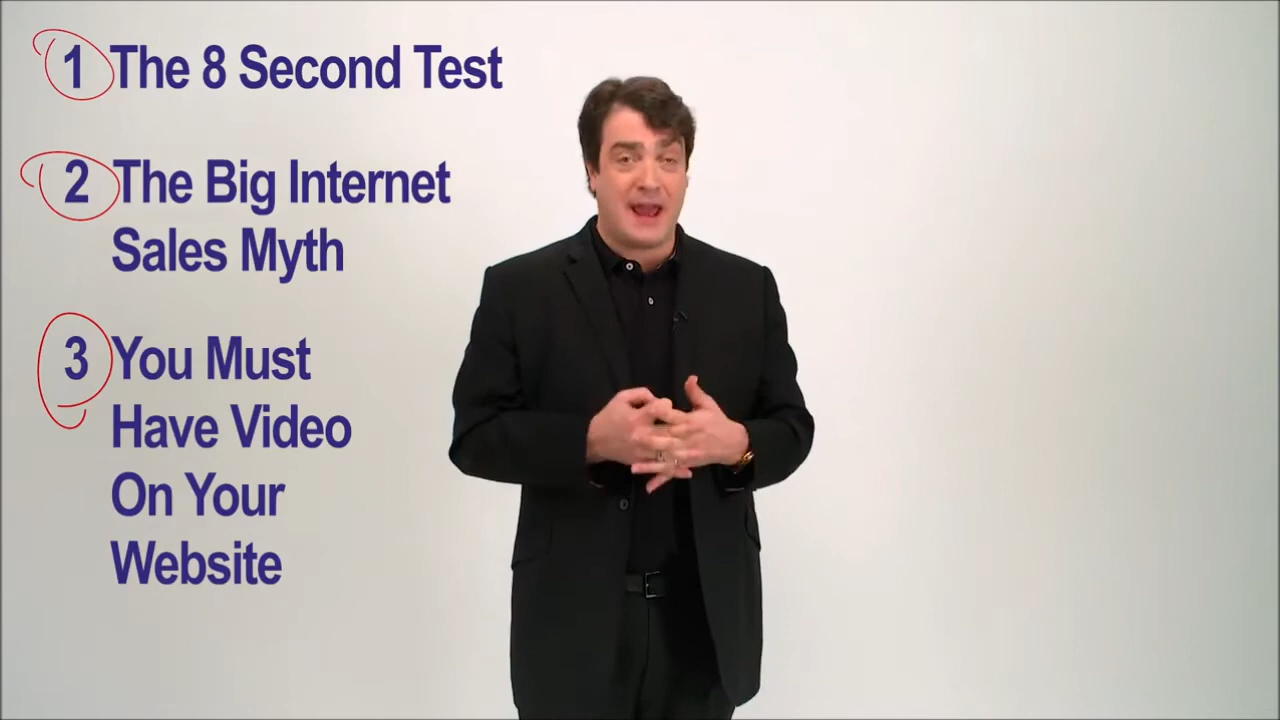 1 The 8 Second Test
2 The Big Internet
Sales Myth
3 You Must
Have Video
On Your
Website